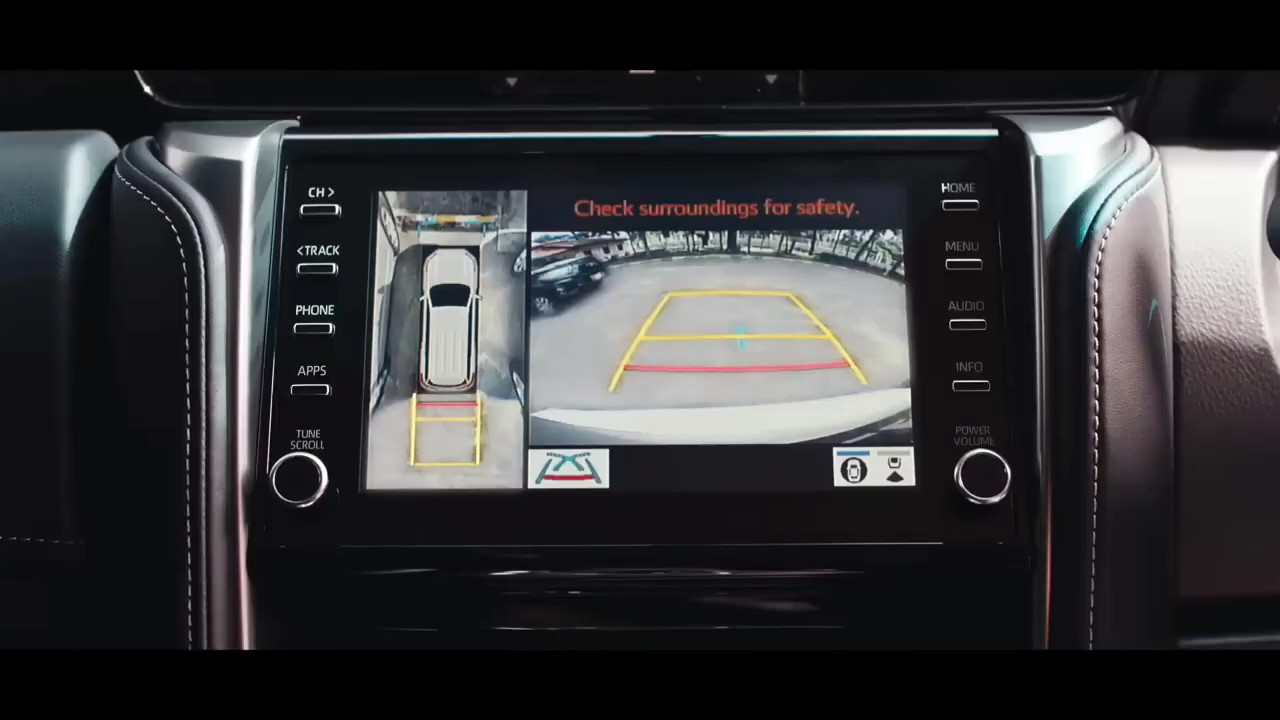 CH >
< TRACK
PHONE
APPS
TUNE
SCROLL
Check surroundings for safety.
HOME
MENU
AUDIO
INFO
POWER
VOLUME